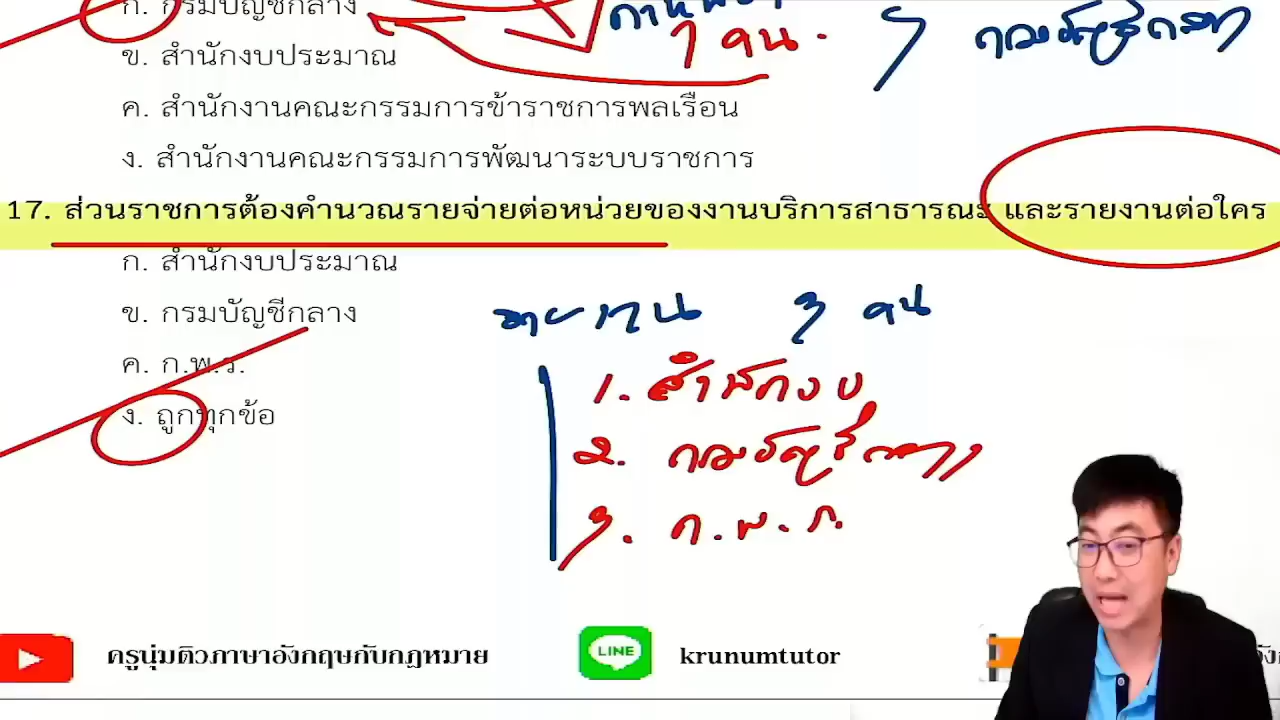 ก. กรมบัญชีกลาง
1 คน.
กรมบัญชีกลาง
ข. สำนักงบประมาณ
ค. สำนักงานคณะกรรมการข้าราชการพลเรือน
ง. สำนักงานคณะกรรมการพัฒนาระบบราชการ
17. ส่วนราชการต้องคำนวณรายจ่ายต่อหน่วยของงานบริการสาธารณะ และรายงานต่อใคร
ก. สำนักงบประมาณ
ข. กรมบัญชีกลาง
3 คน
ค. ก.พ.ร.
1. สำนักงบ
ง. ถูกทุกข้อ
2. กรมบัญชีกลาง
3. ก.พ.ร.
ครูนุ่มติวภาษาอังกฤษกับกฎหมาย
LINE
krunumtutor